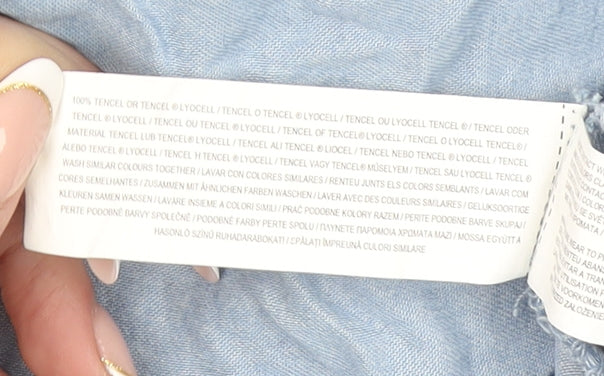 100% TENCEL OR TENCEL ® LYOCELL / TENCEL O TENCEL ® LYOCELL / TENCEL OU LYOCELL TENCEL ® / TENCEL ODER
TENCEL ® LYOCELL / TENCEL OU TENCEL ® LYOCELL / TENCEL OF TENCEL® LYOCELL / TENCEL O LYOCELL TENCEL® /
MATERIAL TENCEL LUB TENCEL® LYOCELL / TENCEL ALI TENCEL ® LIOCEL / TENCEL NEBO TENCEL ® LYOCELL / TENCEL
ALEBO TENCEL ® LYOCELL / TENCEL Ή TENCEL ® LYOCELL / TENCEL VAGY TENCEL® MŰSELYEM / TENCEL SAU LYOCELL TENCEL ®
WASH SIMILAR COLOURS TOGETHER / LAVAR CON COLORES SIMILARES / RENTEU JUNTS ELS COLORS SEMBLANTS / LAVAR COM
CORES SEMELHANTES / ZUSAMMEN MIT ÄHNLICHEN FARBEN WASCHEN / LAVER AVEC DES COULEURS SIMILAIRES / GELIJKSOORTIGE
KLEUREN SAMEN WASSEN / LAVARE INSIEME A COLORI SIMILI / PRAĆ PODOBNE KOLORY RAZEM / PERITE PODOBNE BARVE SKUPAJ /
PERTE PODOBNÉ BARVY SPOLEČNĚ / PODOBNÉ FARBY PERTE SPOLU / ΠΛΥΝΕΤΕ ΠΑΡΟΜΟΙΑ ΧΡΩΜΑΤΑ ΜΑΖΙ / MOSSA EGYÜTT A
HASONLÓ SZÍNŰ RUHADARABOKAT! / SPĂLAȚI ÎMPREUNĂ CULORI SIMILARE